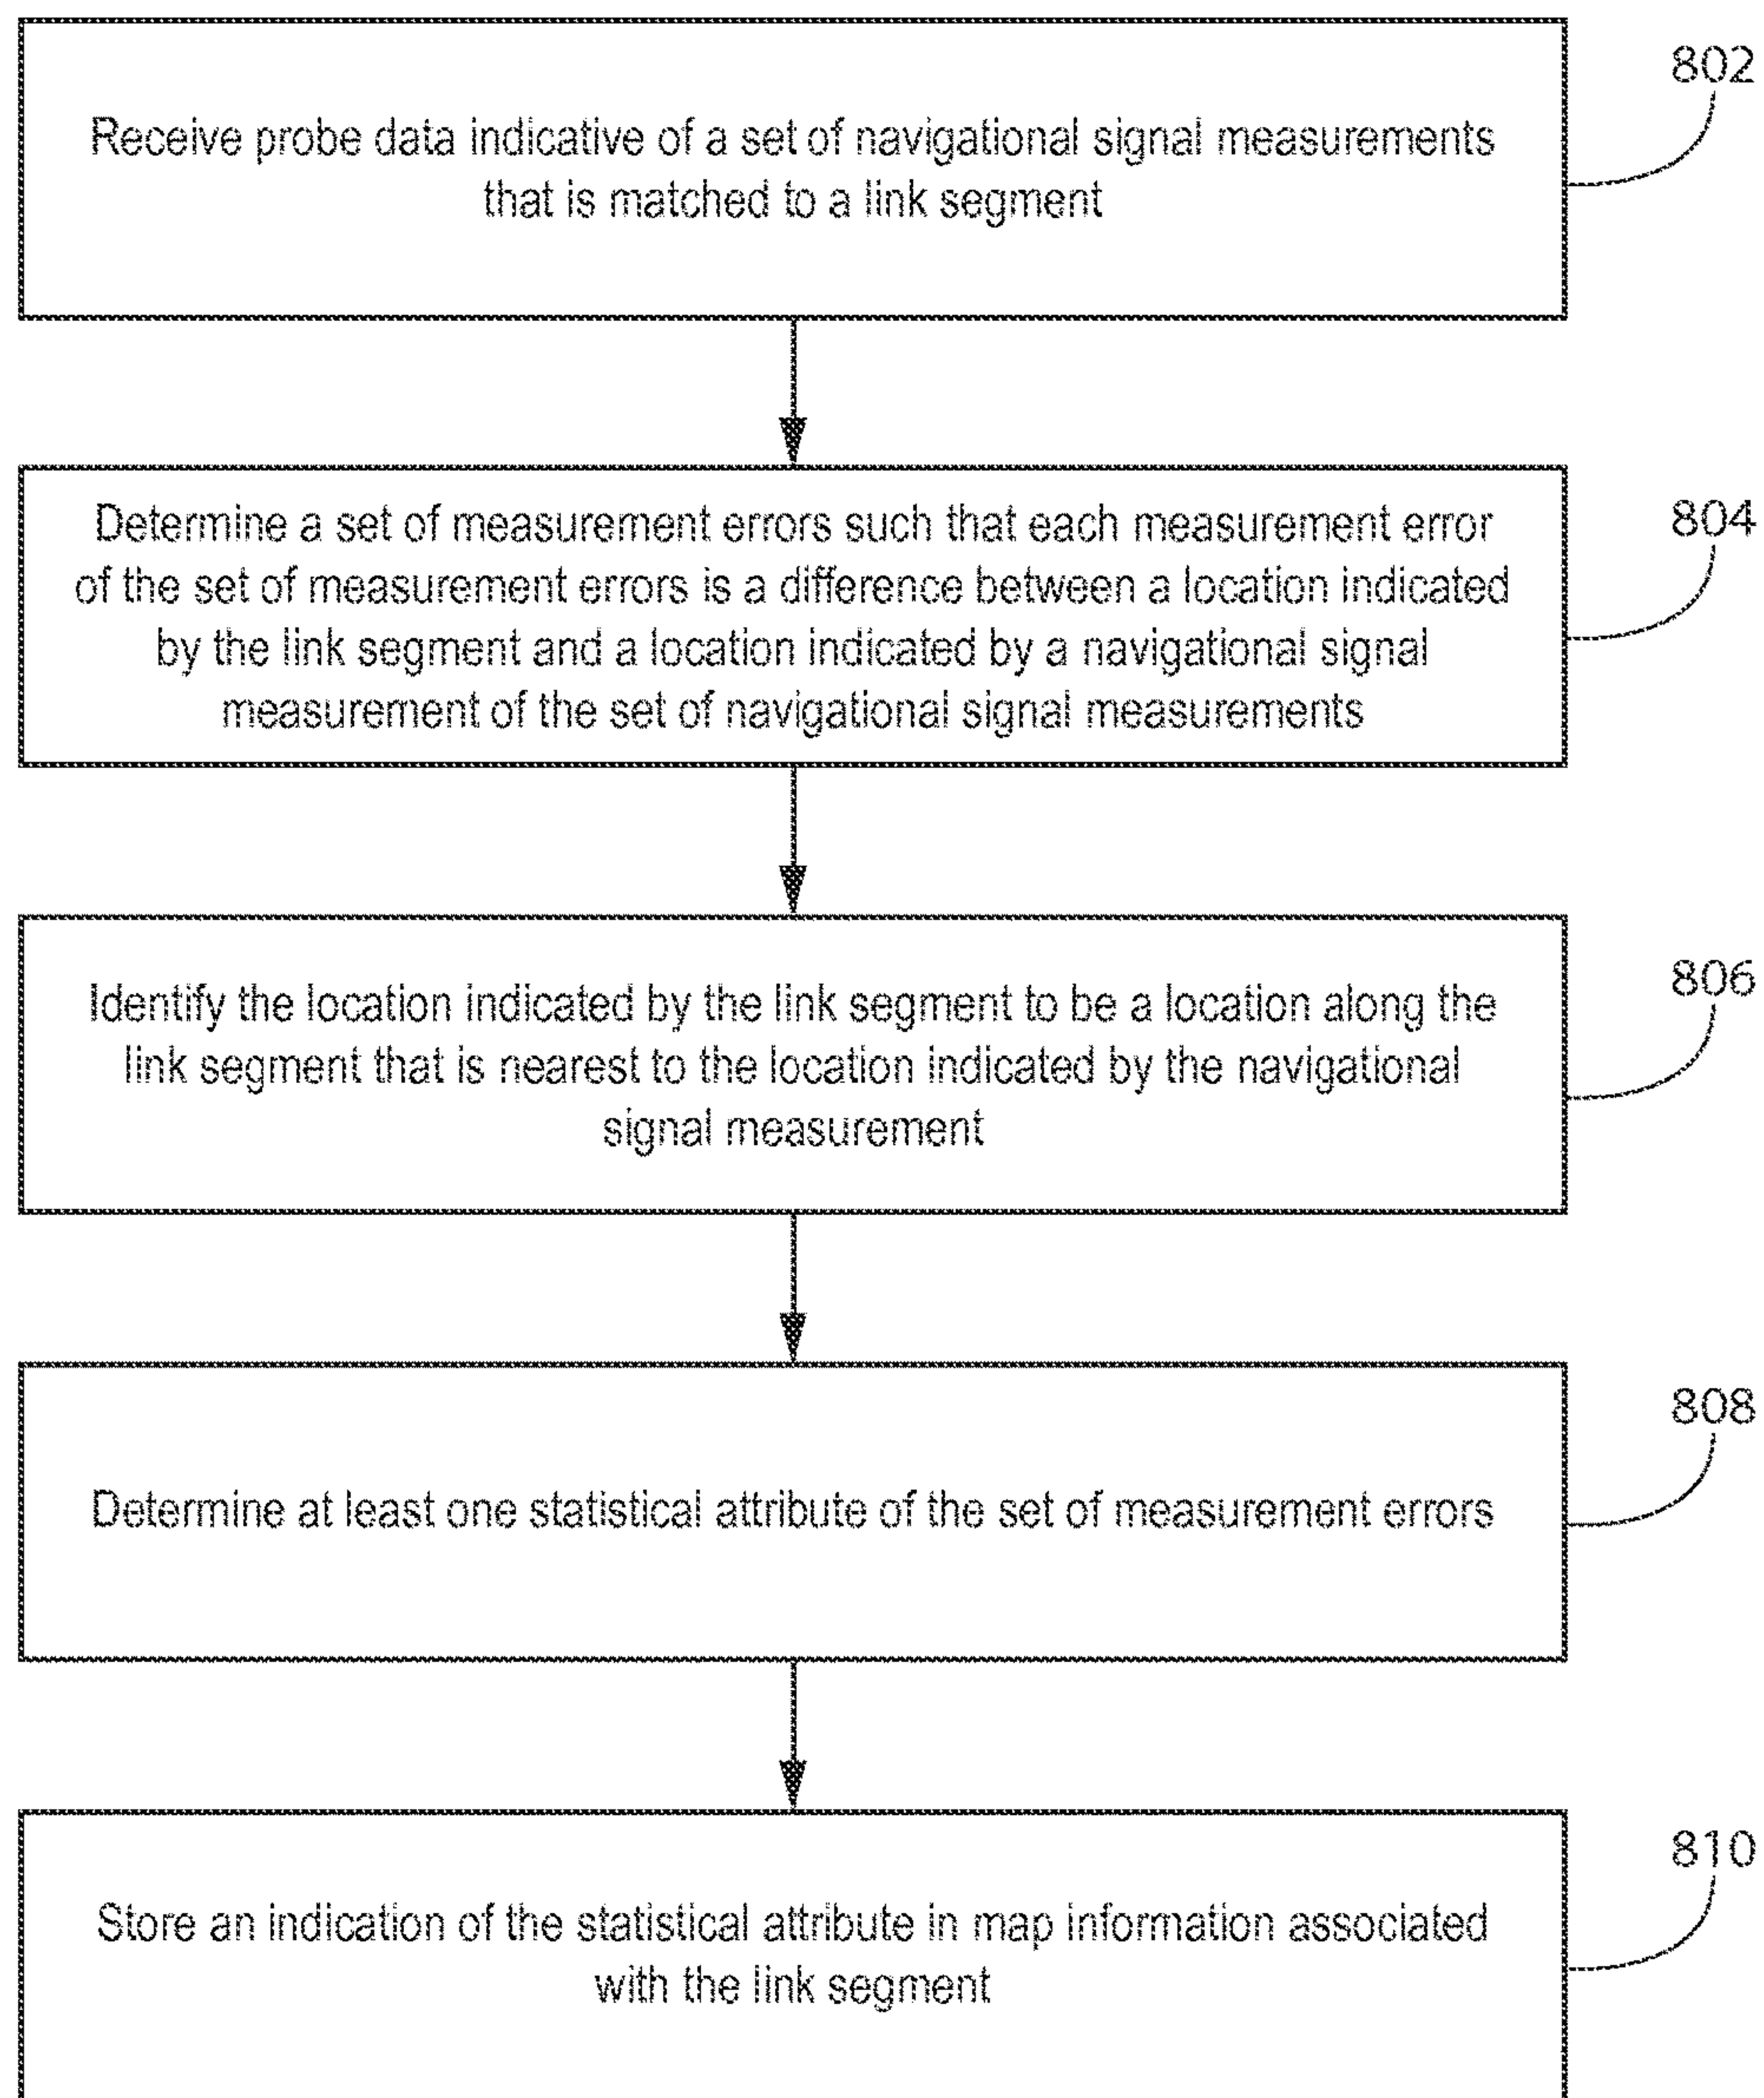 Receive probe data indicative of a set of navigational signal measurements
that is matched to a link segment
802
Determine a set of measurement errors such that each measurement error
of the set of measurement errors is a difference between a location indicated
by the link segment and a location indicated by a navigational signal
measurement of the set of navigational signal measurements
804
Identify the location indicated by the link segment to be a location along the
link segment that is nearest to the location indicated by the navigational
signal measurement
806
Determine at least one statistical attribute of the set of measurement errors
808
Store an indication of the statistical attribute in map information associated
with the link segment
810